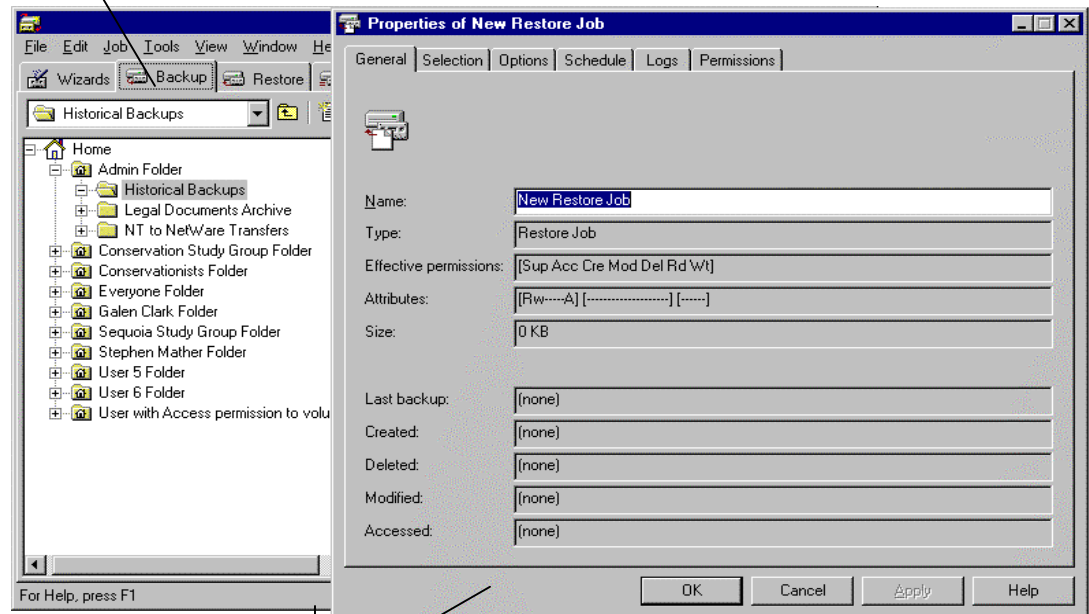 File Edit Job Tools View Window He
Wizards Backup Restore
Historical Backups
Home
Admin Folder
Historical Backups
Legal Documents Archive
NT to NetWare Transfers
Conservation Study Group Folder
Conservationists Folder
Everyone Folder
Galen Clark Folder
Sequoia Study Group Folder
Stephen Mather Folder
User 5 Folder
User 6 Folder
User with Access permission to volu
For Help, press F1
Properties of New Restore Job
General Selection Options Schedule Logs Permissions
Name: New Restore Job
Type: Restore Job
Effective permissions: [Sup Acc Cre Mod Del Rd Wt]
Attributes: [Rw----A] [--------------------] [------]
Size: 0 KB
Last backup: (none)
Created: (none)
Deleted: (none)
Modified: (none)
Accessed: (none)
OK Cancel Apply Help